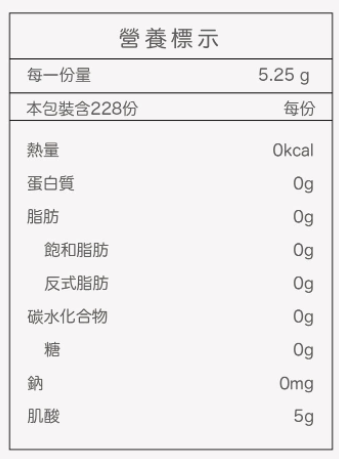 營養標示
每一份量 5.25 g
本包裝含228份 每份
熱量 0kcal
蛋白質 0g
脂肪 0g
飽和脂肪 0g
反式脂肪 0g
碳水化合物 0g
糖 0g
鈉 0mg
肌酸 5g